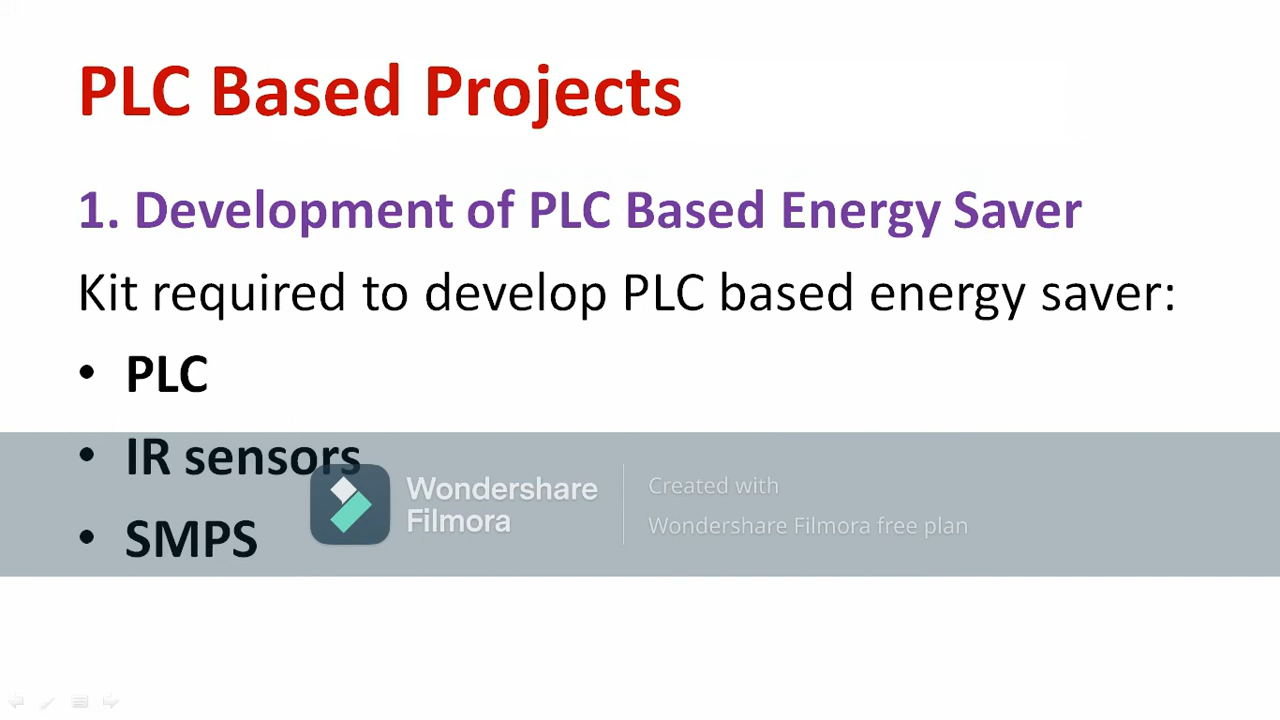 PLC Based Projects
1. Development of PLC Based Energy Saver
Kit required to develop PLC based energy saver:
• PLC
• IR sensors
• SMPS
Wondershare
Filmora
Created with
Wondershare Filmora free plan